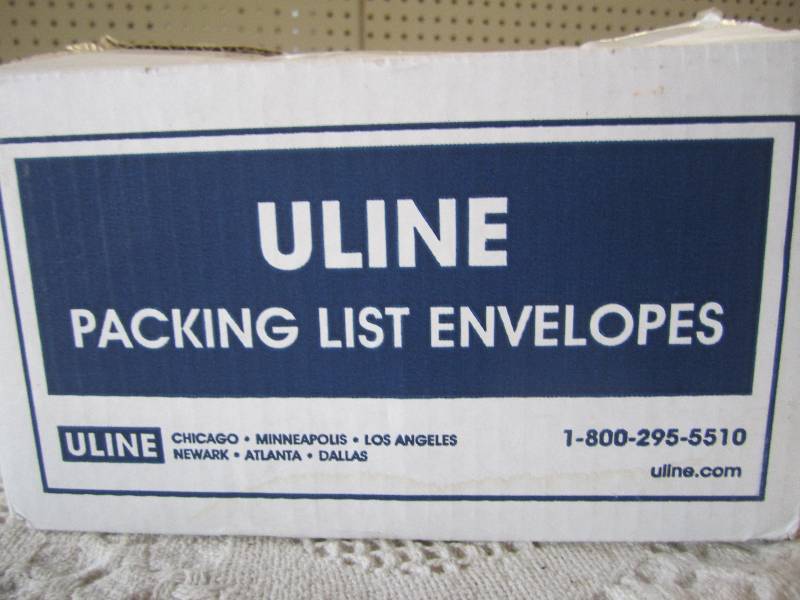 ULINE
PACKING LIST ENVELOPES
ULINE
CHICAGO • MINNEAPOLIS • LOS ANGELES
NEWARK • ATLANTA • DALLAS
1-800-295-5510
uline.com